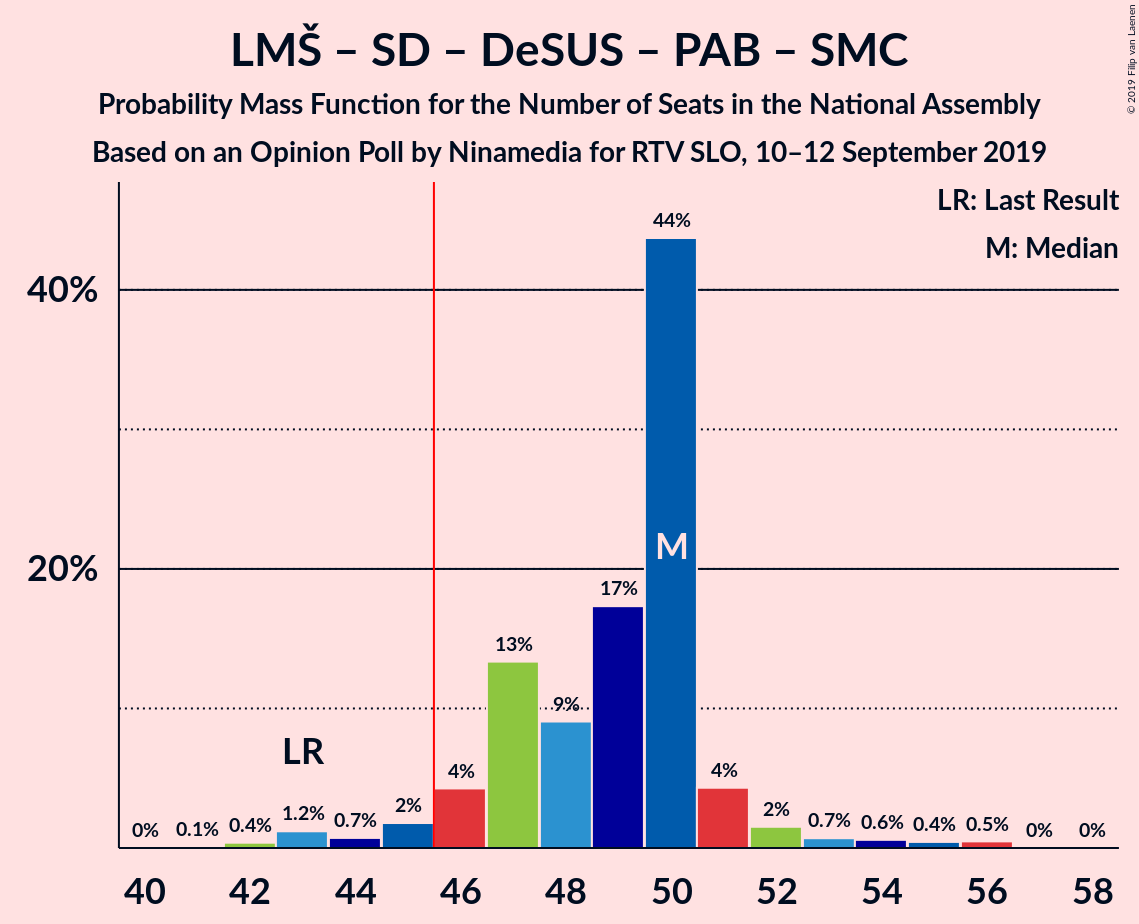 LMŠ – SD – DeSUS – PAB – SMC
Probability Mass Function for the Number of Seats in the National Assembly
Based on an Opinion Poll by Ninamedia for RTV SLO, 10–12 September 2019
© 2019 Filip van Laenen
LR: Last Result
M: Median
44%
40%
M
20%
17%
13%
9%
LR
4% 4%
0% 0.1% 0.4% 1.2% 0.7% 2% 2% 0.7% 0.6% 0.4% 0.5% 0% 0%
40 42 44 46 48 50 52 54 56 58